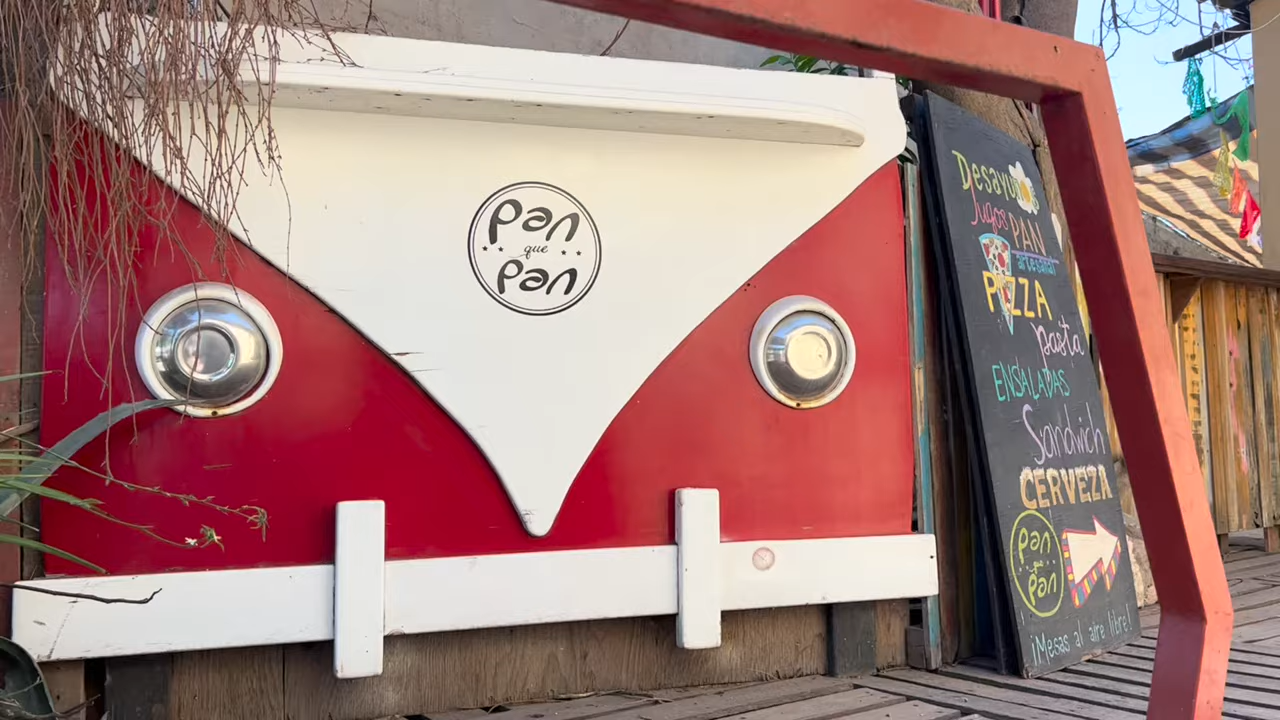 Pan
que
Pan
Desayunos
Jugos
PAN
artesanal
PIZZA
pasta
ENSALADAS
Sandwich
CERVEZA
Pan
que
Pan
¡Mesas al aire libre!